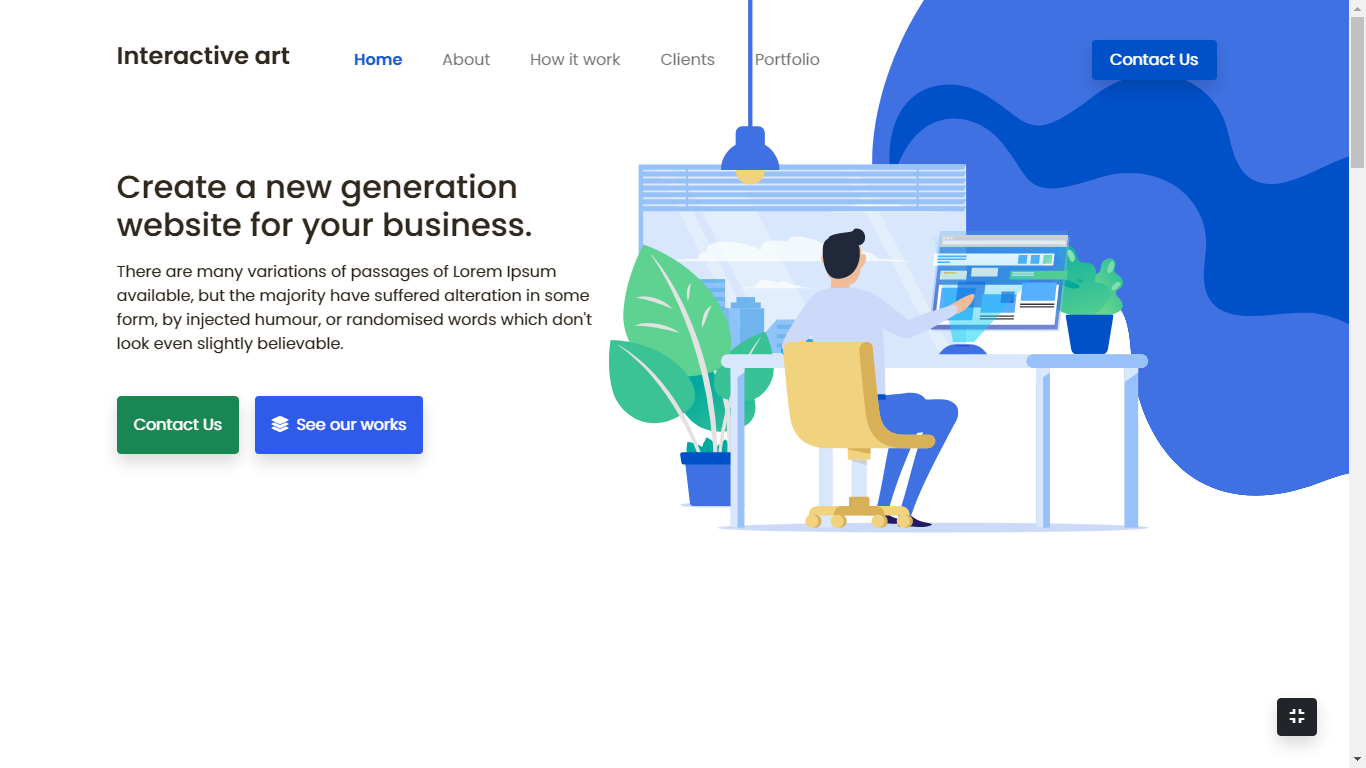 Interactive art
Home
About
How it work
Clients
Portfolio
Contact Us
Create a new generation
website for your business.
There are many variations of passages of Lorem Ipsum
available, but the majority have suffered alteration in some
form, by injected humour, or randomised words which don't
look even slightly believable.
Contact Us
See our works